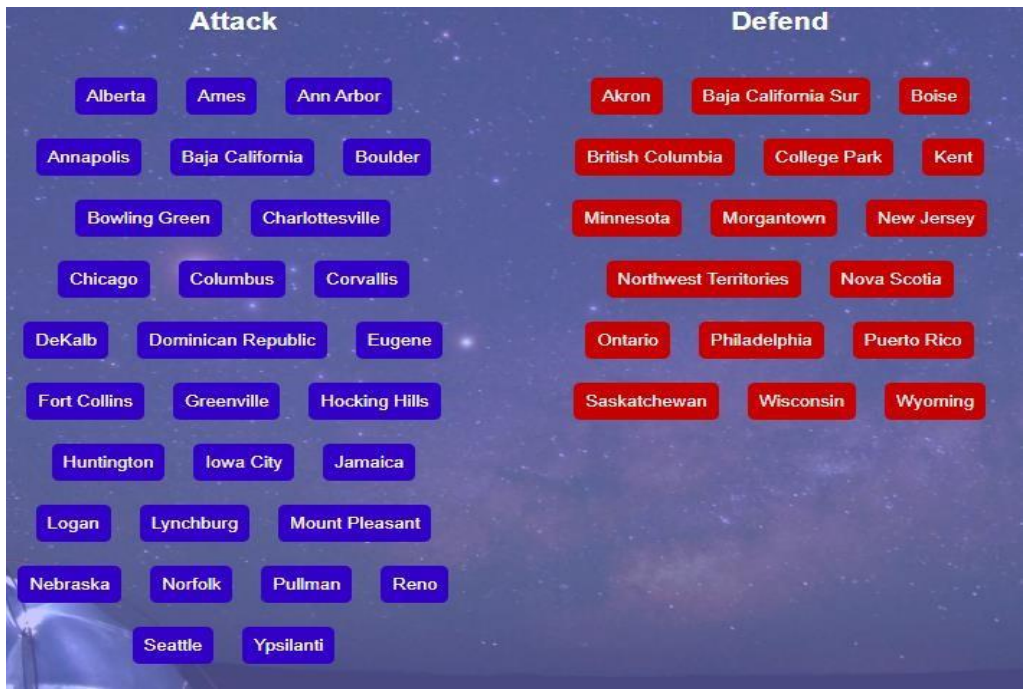 Attack
Alberta Ames Ann Arbor
Annapolis Baja California Boulder
Bowling Green Charlottesville
Chicago Columbus Corvallis
DeKalb Dominican Republic Eugene
Fort Collins Greenville Hocking Hills
Huntington Iowa City Jamaica
Logan Lynchburg Mount Pleasant
Nebraska Norfolk Pullman Reno
Seattle Ypsilanti
Defend
Akron Baja California Sur Boise
British Columbia College Park Kent
Minnesota Morgantown New Jersey
Northwest Territories Nova Scotia
Ontario Philadelphia Puerto Rico
Saskatchewan Wisconsin Wyoming